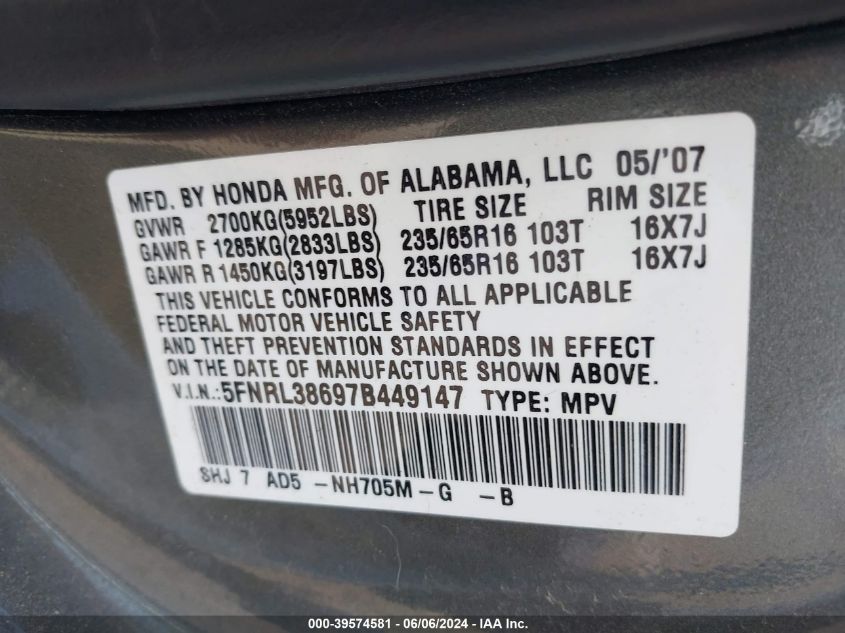 MFD. BY HONDA MFG. OF ALABAMA, LLC 05/'07
GVWR 2700KG(5952LBS) TIRE SIZE RIM SIZE
GAWR F 1285KG(2833LBS) 235/65R16 103T 16X7J
GAWR R 1450KG(3197LBS) 235/65R16 103T 16X7J
THIS VEHICLE CONFORMS TO ALL APPLICABLE
FEDERAL MOTOR VEHICLE SAFETY
AND THEFT PREVENTION STANDARDS IN EFFECT
ON THE DATE OF MANUFACTURE SHOWN ABOVE.
V.I.N.:5FNRL38697B449147 TYPE: MPV
SHJ 7 AD5 -NH705M-G -B
000-39574581 - 06/06/2024 - IAA Inc.